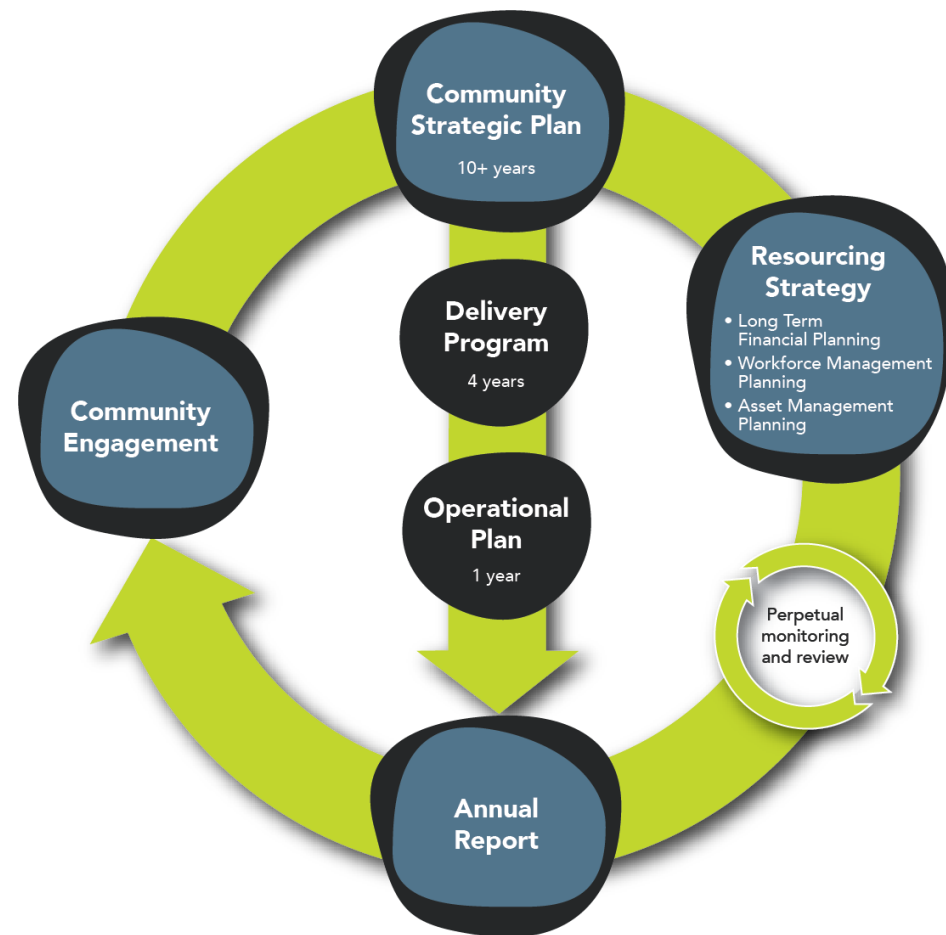 Community
Strategic Plan
10+ years
Resourcing
Strategy
• Long Term
Financial Planning
• Workforce Management
Planning
• Asset Management
Planning
Delivery
Program
4 years
Community
Engagement
Operational
Plan
1 year
Perpetual
monitoring
and review
Annual
Report